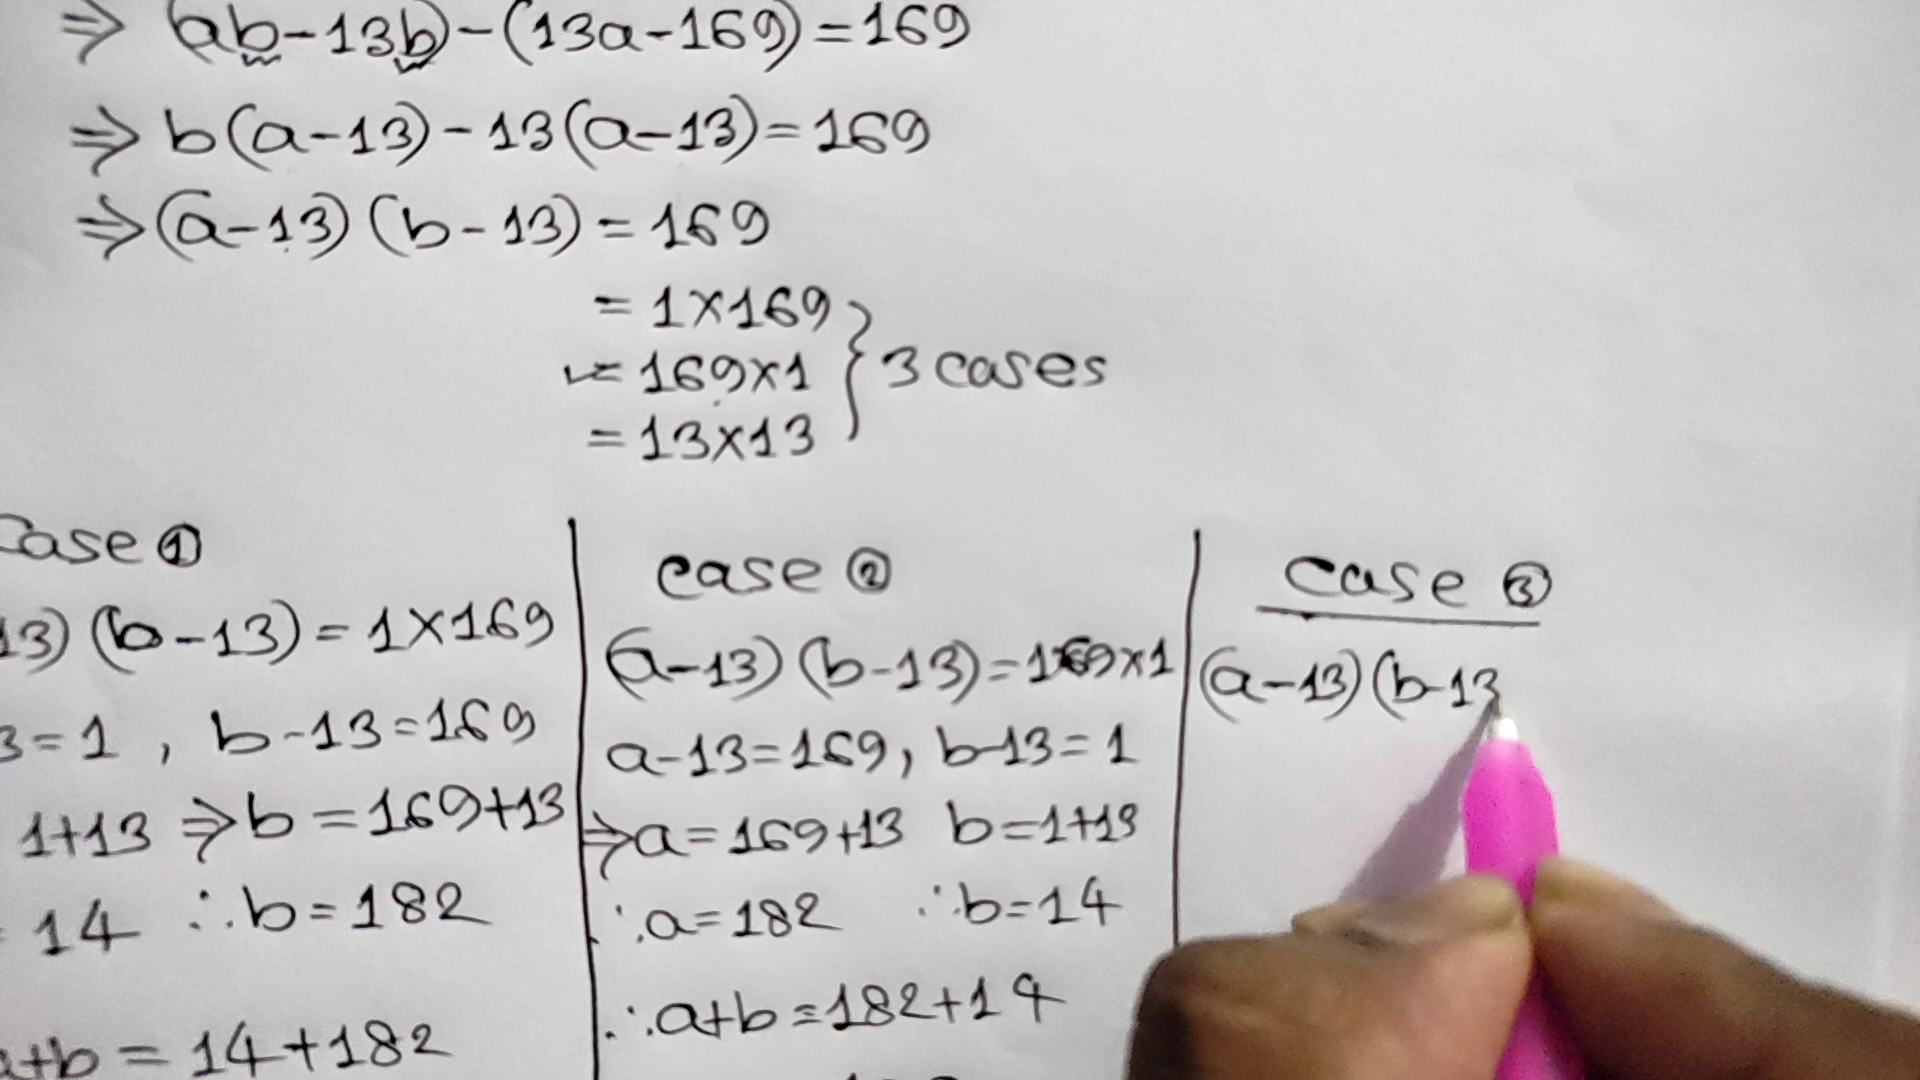 ⇒ (ab-13b)-(13a-169)=169
⇒ b(a-13)-13(a-13)=169
⇒ (a-13) (b-13) = 169
= 1×169
= 169×1
= 13×13
3 cases
Case ①
13) (b-13) = 1×169
3=1 , b-13=169
1+13 ⇒ b = 169+13
= 14 ∴ b = 182
a+b = 14+182
case ②
(a-13) (b-13) = 169×1
a-13=169, b-13=1
⇒ a=169+13 b=1+13
∴ a=182 ∴ b=14
∴ a+b = 182+14
Case ③
(a-13) (b-13